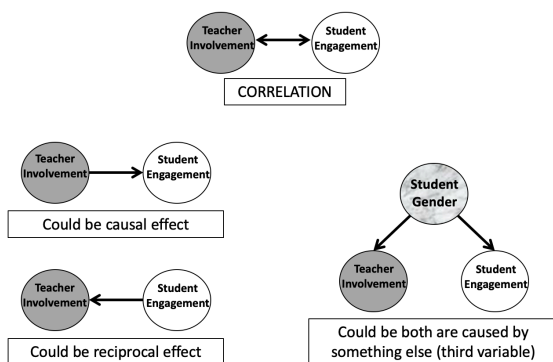 Teacher
Involvement
Student
Engagement
CORRELATION
Teacher
Involvement
Student
Engagement
Could be causal effect
Teacher
Involvement
Student
Engagement
Could be reciprocal effect
Student
Gender
Teacher
Involvement
Student
Engagement
Could be both are caused by
something else (third variable)